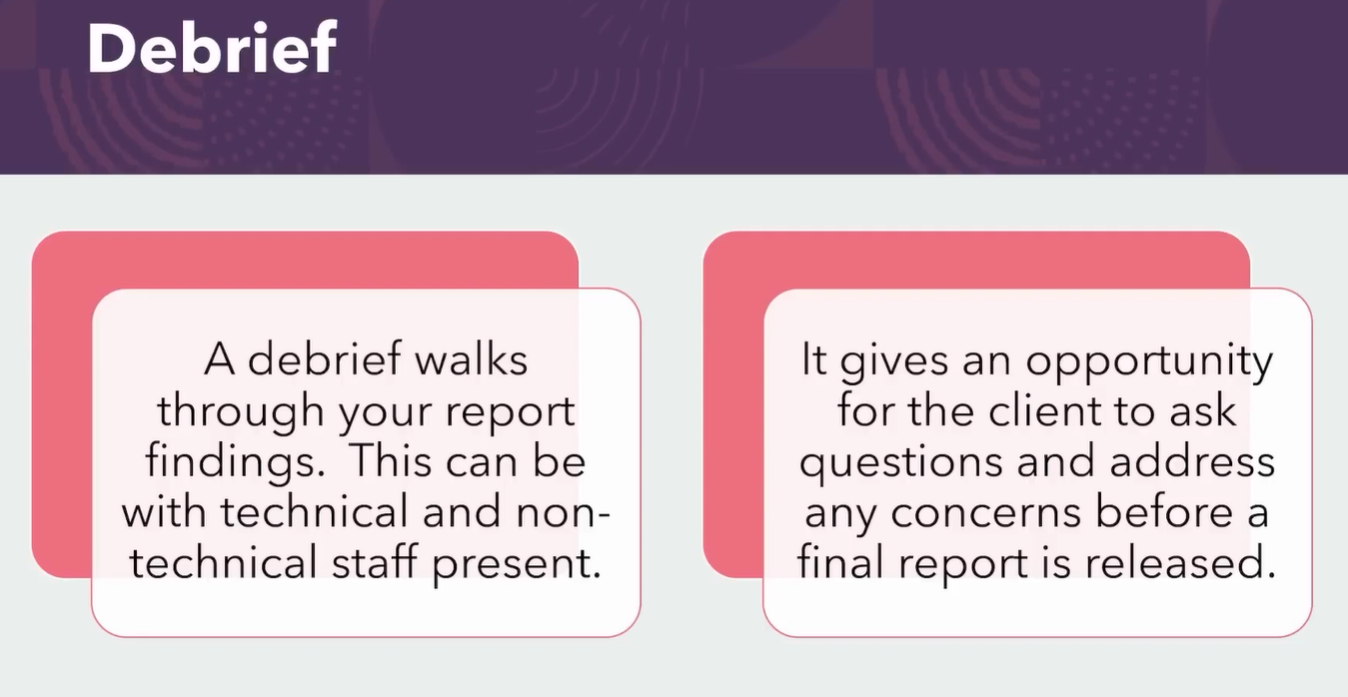 Debrief
A debrief walks
through your report
findings.  This can be
with technical and non-
technical staff present.
It gives an opportunity
for the client to ask
questions and address
any concerns before a
final report is released.